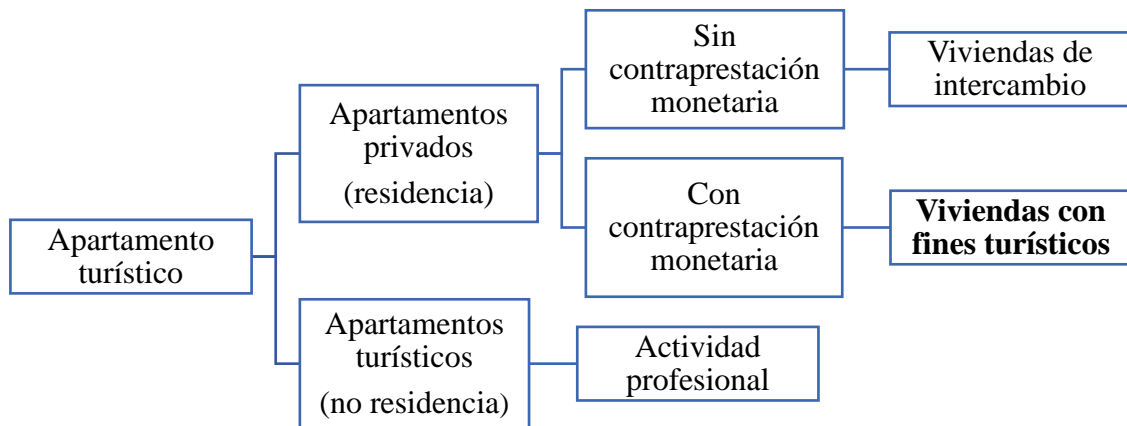 Apartamento
turístico
Apartamentos
privados
(residencia)
Sin
contraprestación
monetaria
Viviendas de
intercambio
Con
contraprestación
monetaria
Viviendas con
fines turísticos
Apartamentos
turísticos
(no residencia)
Actividad
profesional